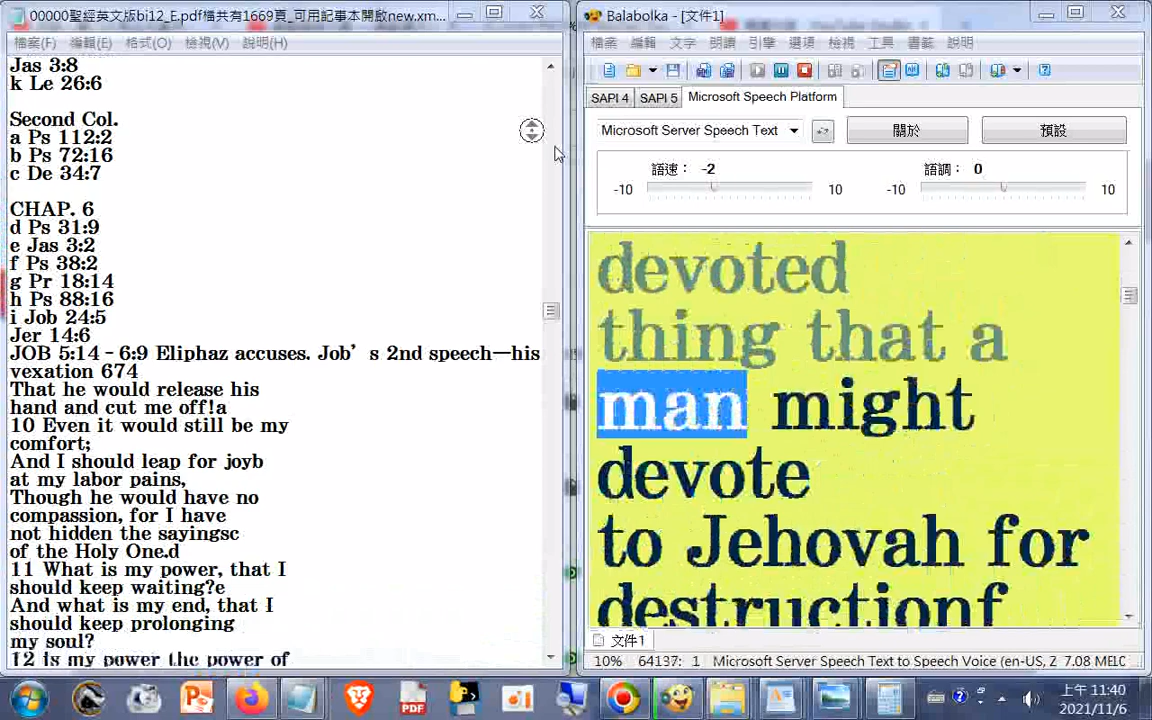 00000聖經英文版bi12_E.pdf檔共有1669頁_可用記事本開啟new.xm...
檔案(F) 編輯(E) 格式(O) 檢視(V) 說明(H)
Jas 3:8
k Le 26:6
Second Col.
a Ps 112:2
b Ps 72:16
c De 34:7
CHAP. 6
d Ps 31:9
e Jas 3:2
f Ps 38:2
g Pr 18:14
h Ps 88:16
i Job 24:5
Jer 14:6
JOB 5:14–6:9 Eliphaz accuses. Job’s 2nd speech—his
vexation 674
That he would release his
hand and cut me off!a
10 Even it would still be my
comfort;
And I should leap for joyb
at my labor pains,
Though he would have no
compassion, for I have
not hidden the sayingsc
of the Holy One.d
11 What is my power, that I
should keep waiting?e
And what is my end, that I
should keep prolonging
my soul?
12 Is my power the power of
Balabolka - [文件1]
檔案 編輯 文字 朗讀 引擎 選項 檢視 工具 書籤 說明
SAPI 4 SAPI 5 Microsoft Speech Platform
Microsoft Server Speech Text 關於 預設
語速： -2 語調： 0
-10 10 -10 10
devoted
thing that a
man might
devote
to Jehovah for
destructionf
文件1
10% 64137: 1 Microsoft Server Speech Text to Speech Voice (en-US, Z 7.08 MELC
PDF
上午 11:40
2021/11/6